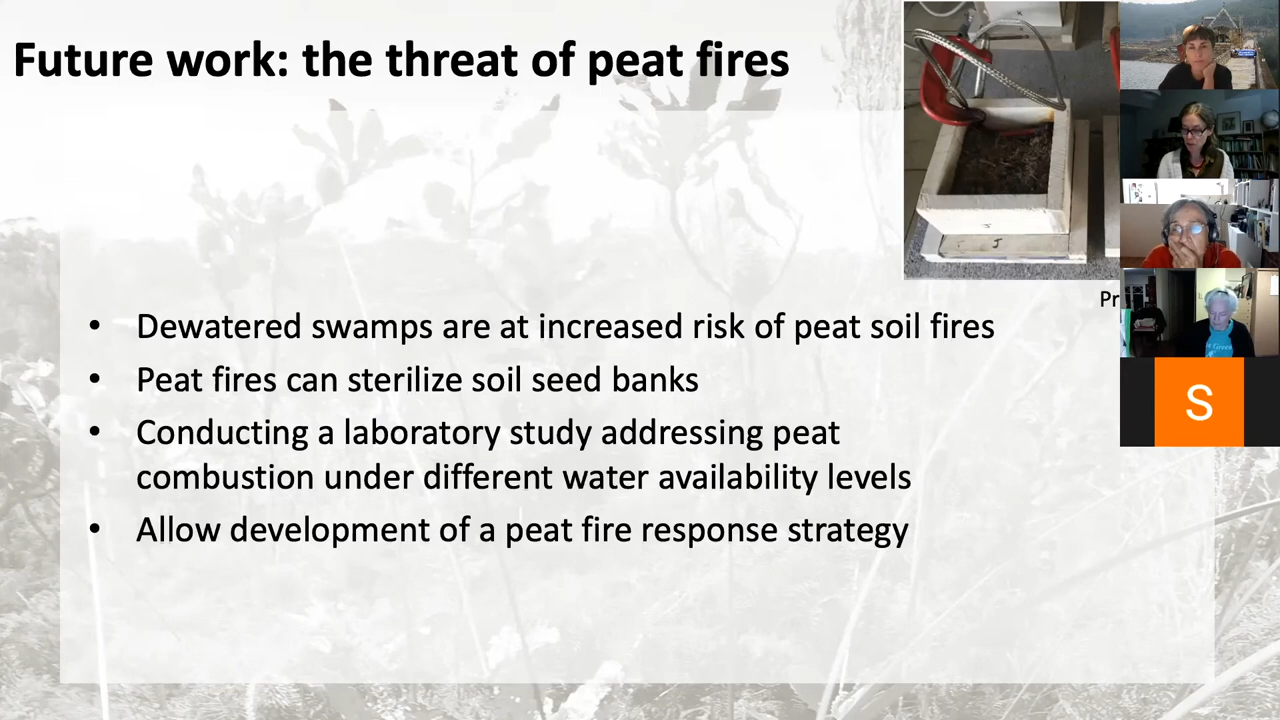 Future work: the threat of peat fires
Pr
• Dewatered swamps are at increased risk of peat soil fires
• Peat fires can sterilize soil seed banks
• Conducting a laboratory study addressing peat
combustion under different water availability levels
• Allow development of a peat fire response strategy
S